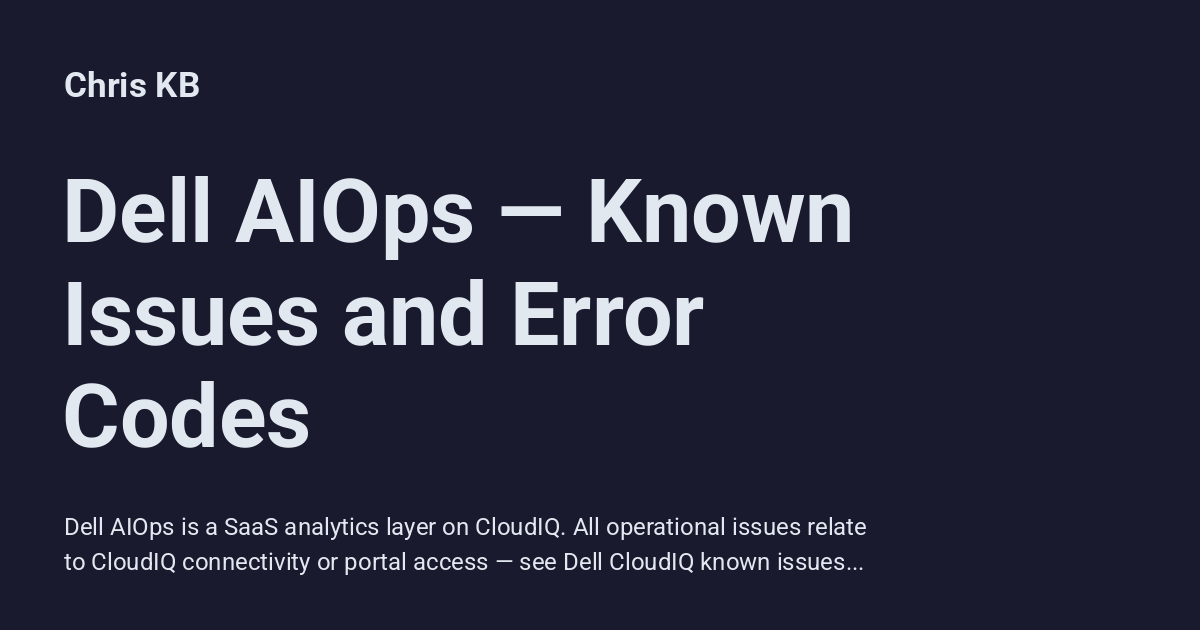 Chris KB
Dell AIOps — Known
Issues and Error
Codes
Dell AIOps is a SaaS analytics layer on CloudIQ. All operational issues relate
to CloudIQ connectivity or portal access — see Dell CloudIQ known issues...